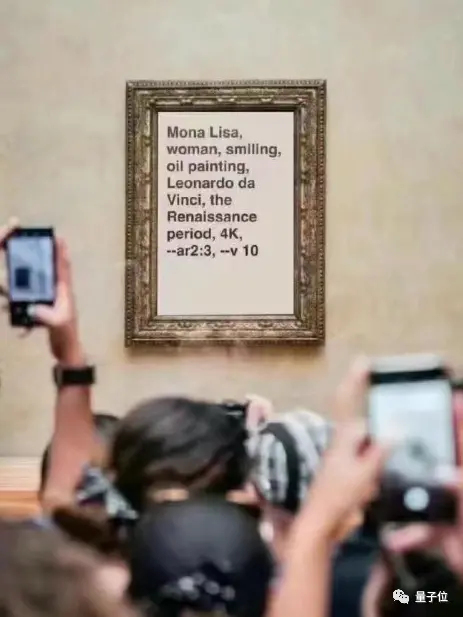 Mona Lisa,
woman, smiling,
oil painting,
Leonardo da
Vinci, the
Renaissance
period, 4K,
--ar2:3, --v 10
量子位